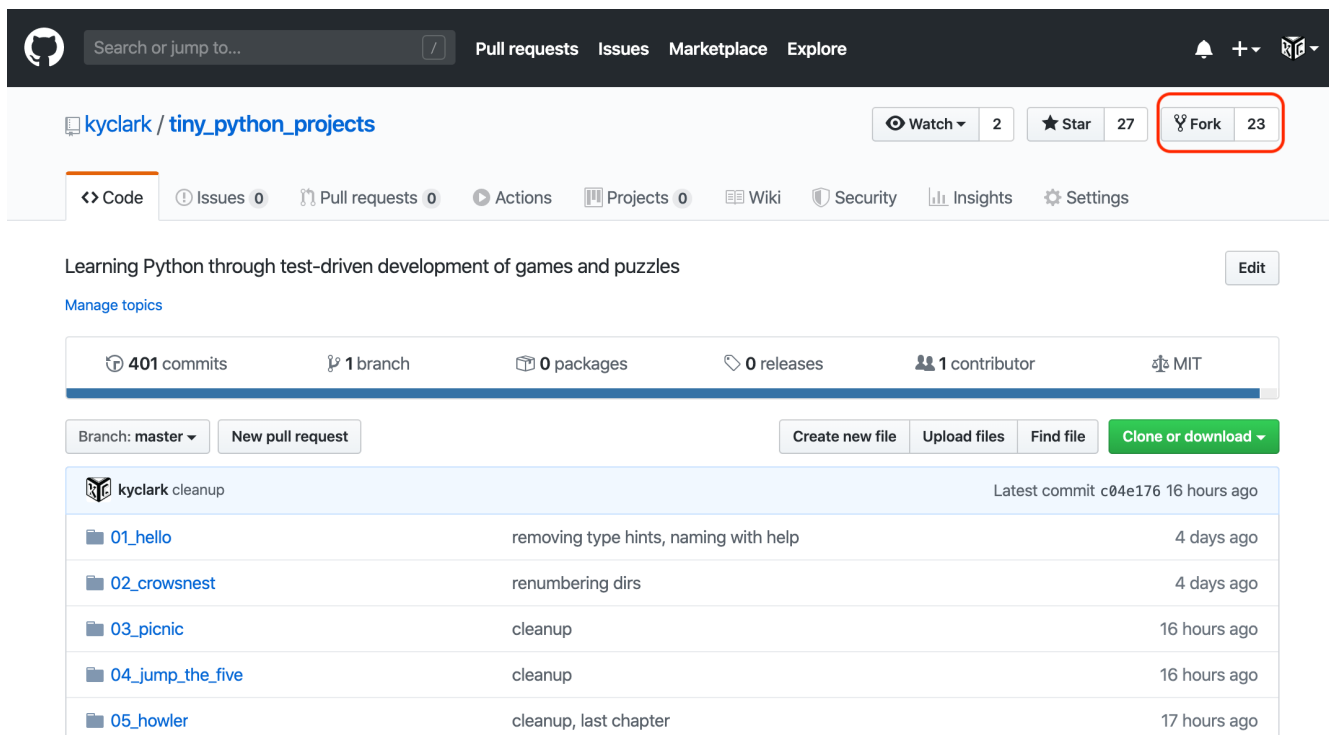 Search or jump to... / Pull requests Issues Marketplace Explore
kyclark / tiny_python_projects Watch 2 Star 27 Fork 23
<> Code Issues 0 Pull requests 0 Actions Projects 0 Wiki Security Insights Settings
Learning Python through test-driven development of games and puzzles Edit
Manage topics
401 commits 1 branch 0 packages 0 releases 1 contributor MIT
Branch: master New pull request Create new file Upload files Find file Clone or download
kyclark cleanup Latest commit c04e176 16 hours ago
01_hello removing type hints, naming with help 4 days ago
02_crowsnest renumbering dirs 4 days ago
03_picnic cleanup 16 hours ago
04_jump_the_five cleanup 16 hours ago
05_howler cleanup, last chapter 17 hours ago